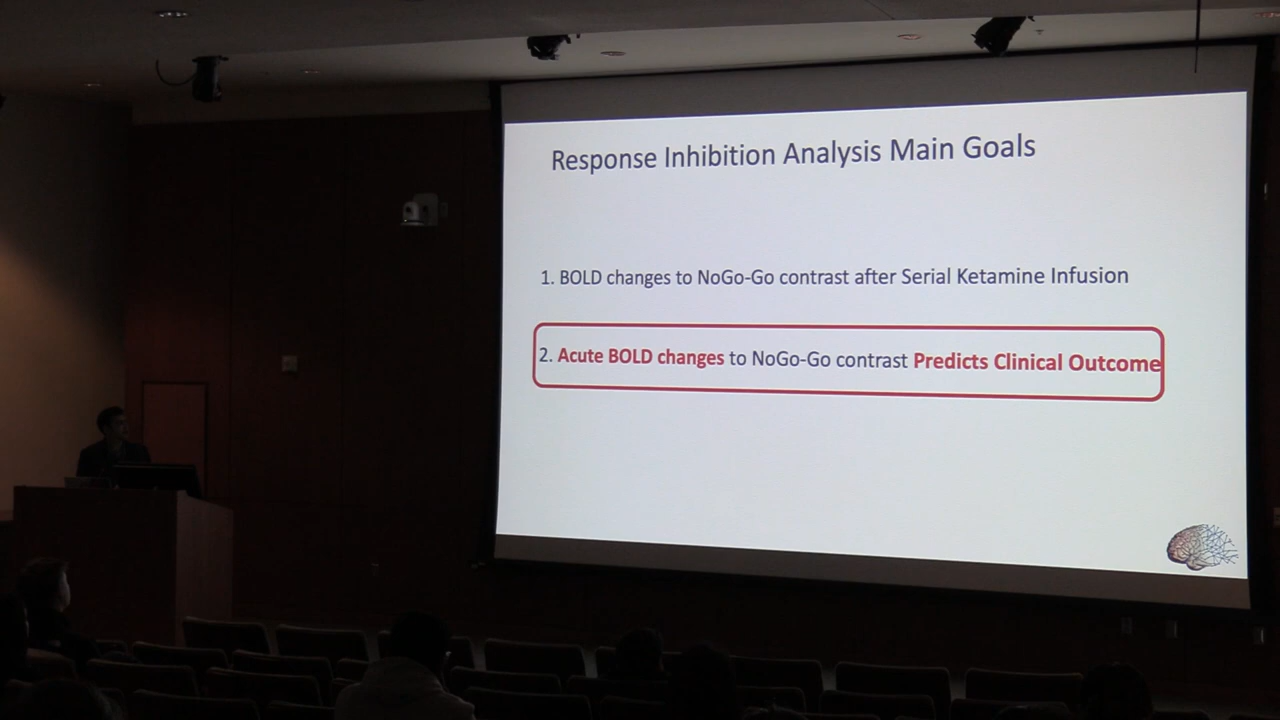 Response Inhibition Analysis Main Goals
1. BOLD changes to NoGo-Go contrast after Serial Ketamine Infusion
2. Acute BOLD changes to NoGo-Go contrast Predicts Clinical Outcome